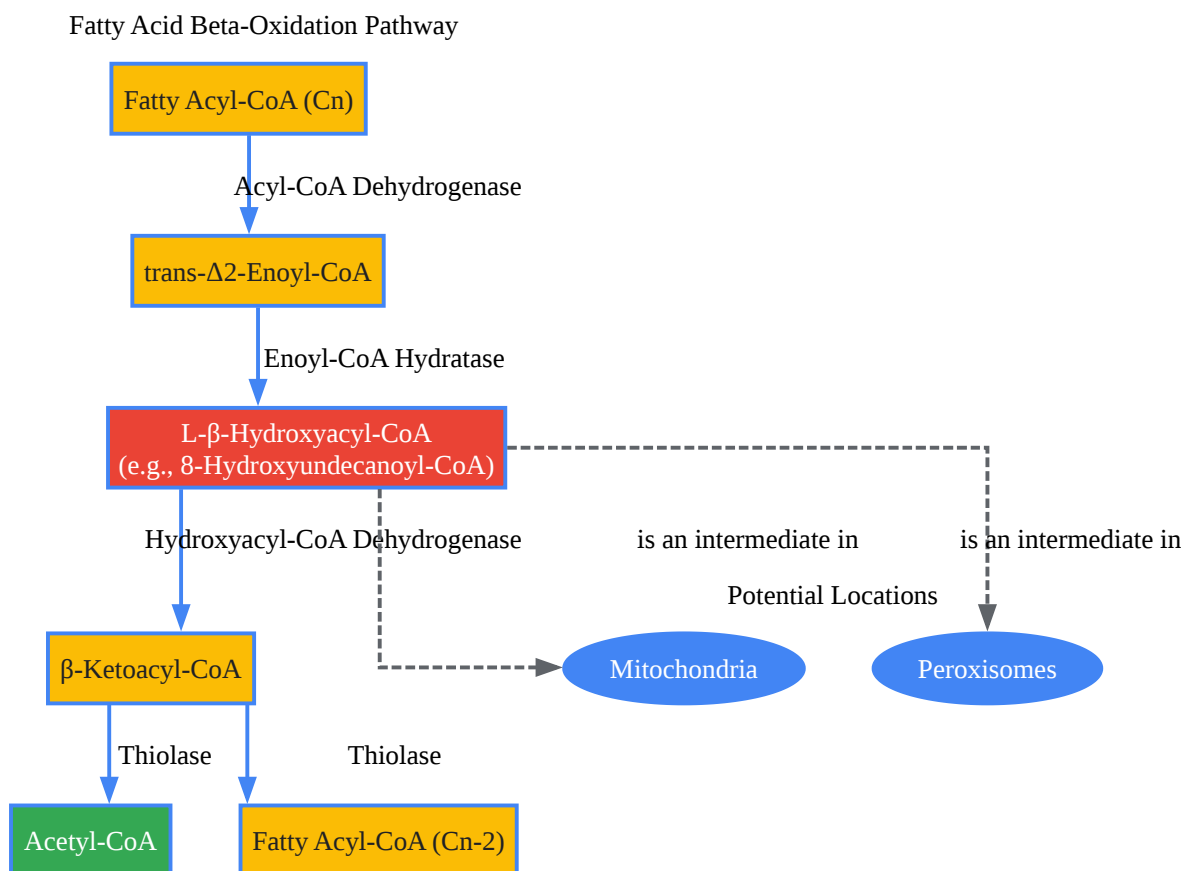 Fatty Acid Beta-Oxidation Pathway
Fatty Acyl-CoA (Cn)
Acyl-CoA Dehydrogenase
trans-Δ2-Enoyl-CoA
Enoyl-CoA Hydratase
L-β-Hydroxyacyl-CoA
(e.g., 8-Hydroxyundecanoyl-CoA)
Hydroxyacyl-CoA Dehydrogenase
is an intermediate in
is an intermediate in
Potential Locations
β-Ketoacyl-CoA
Mitochondria
Peroxisomes
Thiolase
Thiolase
Acetyl-CoA
Fatty Acyl-CoA (Cn-2)